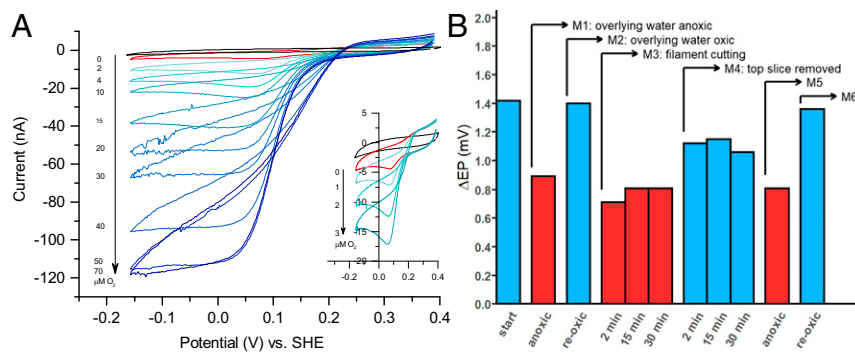 A
Current (nA)
0
-20
-40
-60
-80
-100
-120
0
2
4
10
15
20
30
40
50
70
µM O2
-0.2 -0.1 0.0 0.1 0.2 0.3 0.4
Potential (V) vs. SHE
5
0
-5
-10
-15
-20
0
1
2
3
µM O2
0.0 0.2 0.4
B
ΔEP (mV)
2.0
1.8
1.6
1.4
1.2
1.0
0.8
0.6
0.4
0.2
0.0
M1: overlying water anoxic
M2: overlying water oxic
M3: filament cutting
M4: top slice removed
M5
M6
start
anoxic
re-oxic
2 min
15 min
30 min
2 min
15 min
30 min
anoxic
re-oxic